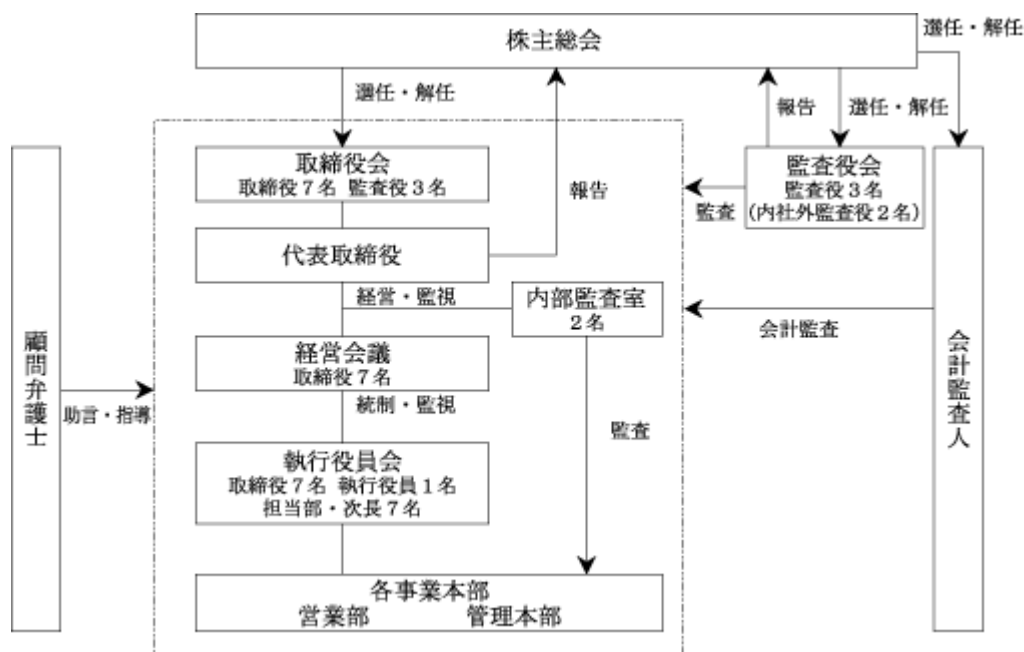 株主総会
選任・解任
選任・解任
報告
選任・解任
取締役会
取締役7名 監査役3名
監査役会
監査役3名
(内社外監査役2名)
監査
報告
代表取締役
経営・監視
内部監査室
2名
会計監査
顧問弁護士
助言・指導
会計監査人
経営会議
取締役7名
統制・監視
監査
執行役員会
取締役7名 執行役員1名
担当部・次長7名
各事業本部
営業部 管理本部